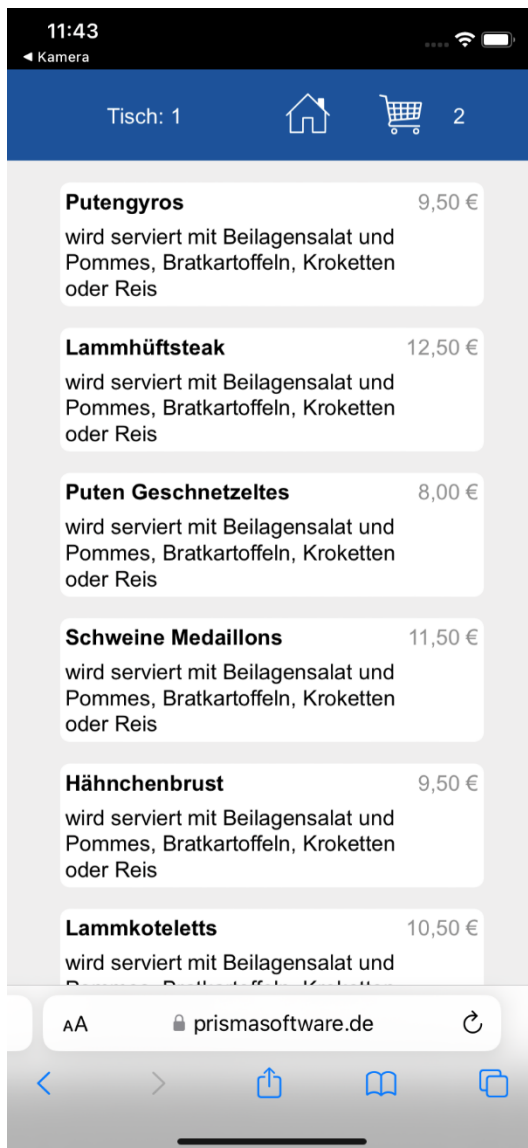 11:43
◀ Kamera
Tisch: 1
2
Putengyros 9,50 €
wird serviert mit Beilagensalat und
Pommes, Bratkartoffeln, Kroketten
oder Reis
Lammhüftsteak 12,50 €
wird serviert mit Beilagensalat und
Pommes, Bratkartoffeln, Kroketten
oder Reis
Puten Geschnetzeltes 8,00 €
wird serviert mit Beilagensalat und
Pommes, Bratkartoffeln, Kroketten
oder Reis
Schweine Medaillons 11,50 €
wird serviert mit Beilagensalat und
Pommes, Bratkartoffeln, Kroketten
oder Reis
Hähnchenbrust 9,50 €
wird serviert mit Beilagensalat und
Pommes, Bratkartoffeln, Kroketten
oder Reis
Lammkoteletts 10,50 €
wird serviert mit Beilagensalat und
AA prismasoftware.de